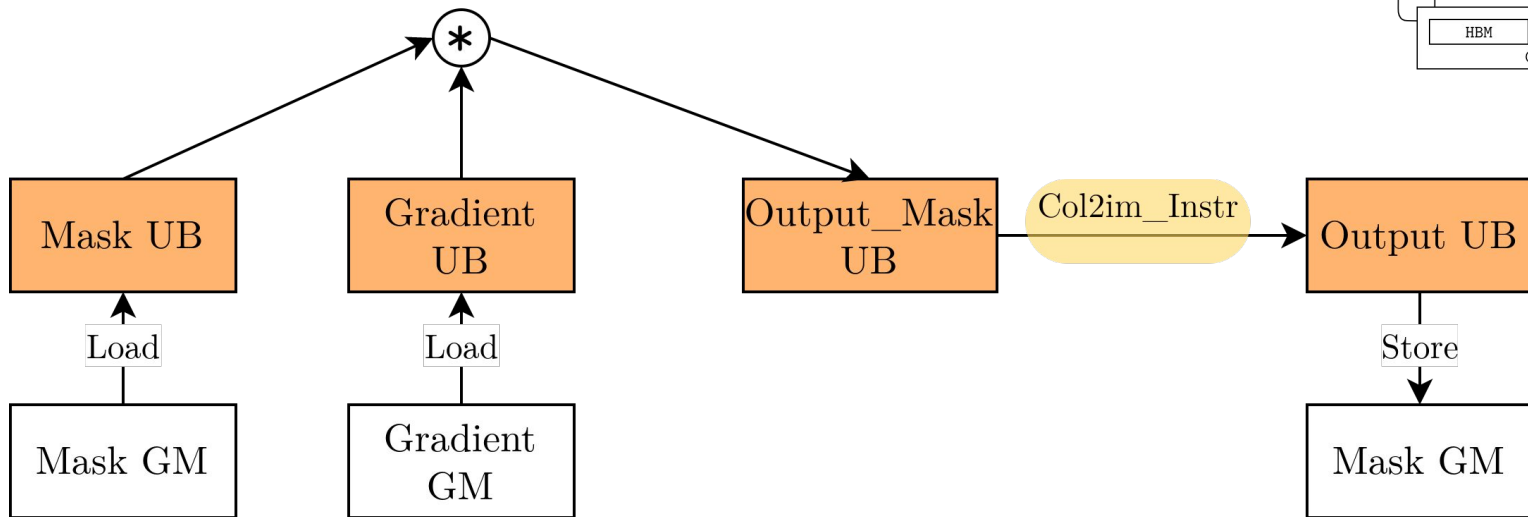 *
HBM
Mask UB
Gradient
UB
Output_Mask
UB
Col2im_Instr
Output UB
Load
Load
Store
Mask GM
Gradient
GM
Mask GM